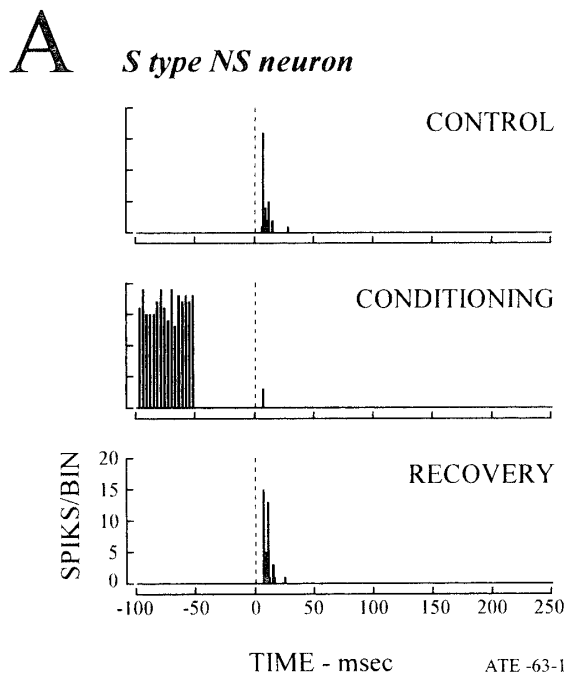 A
S type NS neuron
CONTROL
CONDITIONING
RECOVERY
SPIKS/BIN
20
15
10
5
0
-100 -50 0 50 100 150 200 250
TIME - msec
ATE -63-1